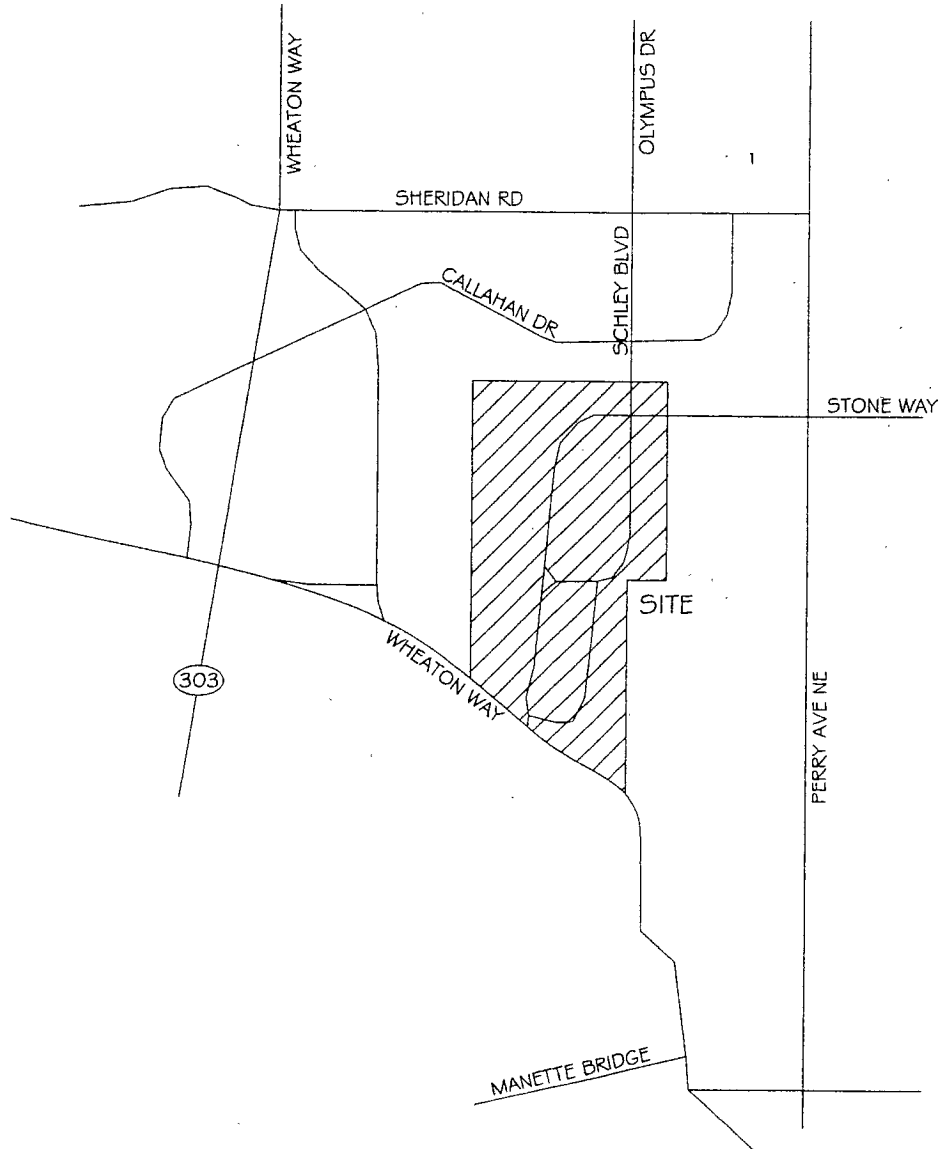 WHEATON WAY
OLYMPUS DR
1
SHERIDAN RD
SCHLEY BLVD
CALLAHAN DR
STONE WAY
SITE
WHEATON WAY
303
PERRY AVE NE
MANETTE BRIDGE